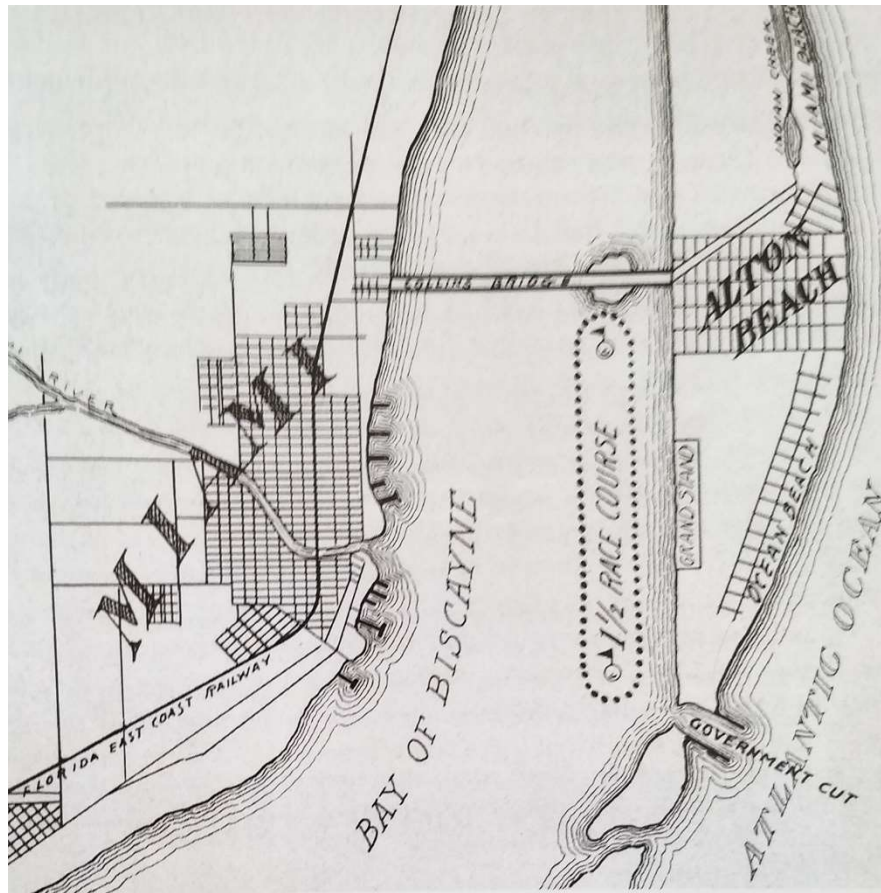 INDIAN CREEK
MIAMI BEACH
COLLINS BRIDGE
ALTON
BEACH
RIVER
MIAMI
1½ RACE COURSE
GRAND STAND
OCEAN BEACH
FLORIDA EAST COAST RAILWAY
BAY OF BISCAYNE
GOVERNMENT CUT
ATLANTIC OCEAN